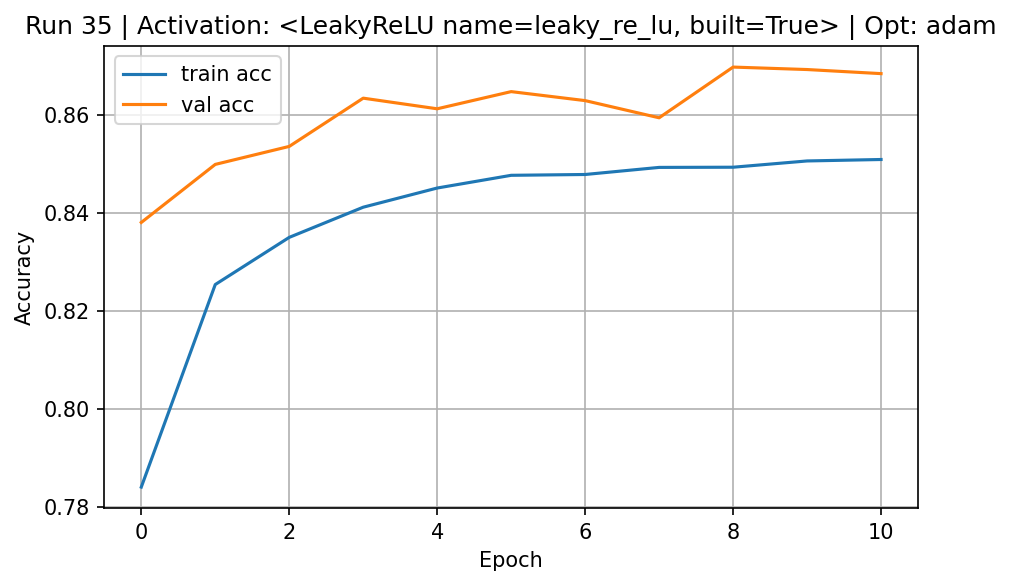 Run 35 | Activation: <LeakyReLU name=leaky_re_lu, built=True> | Opt: adam
train acc
val acc
0.86
0.84
0.82
0.80
0.78
Accuracy
0 2 4 6 8 10
Epoch